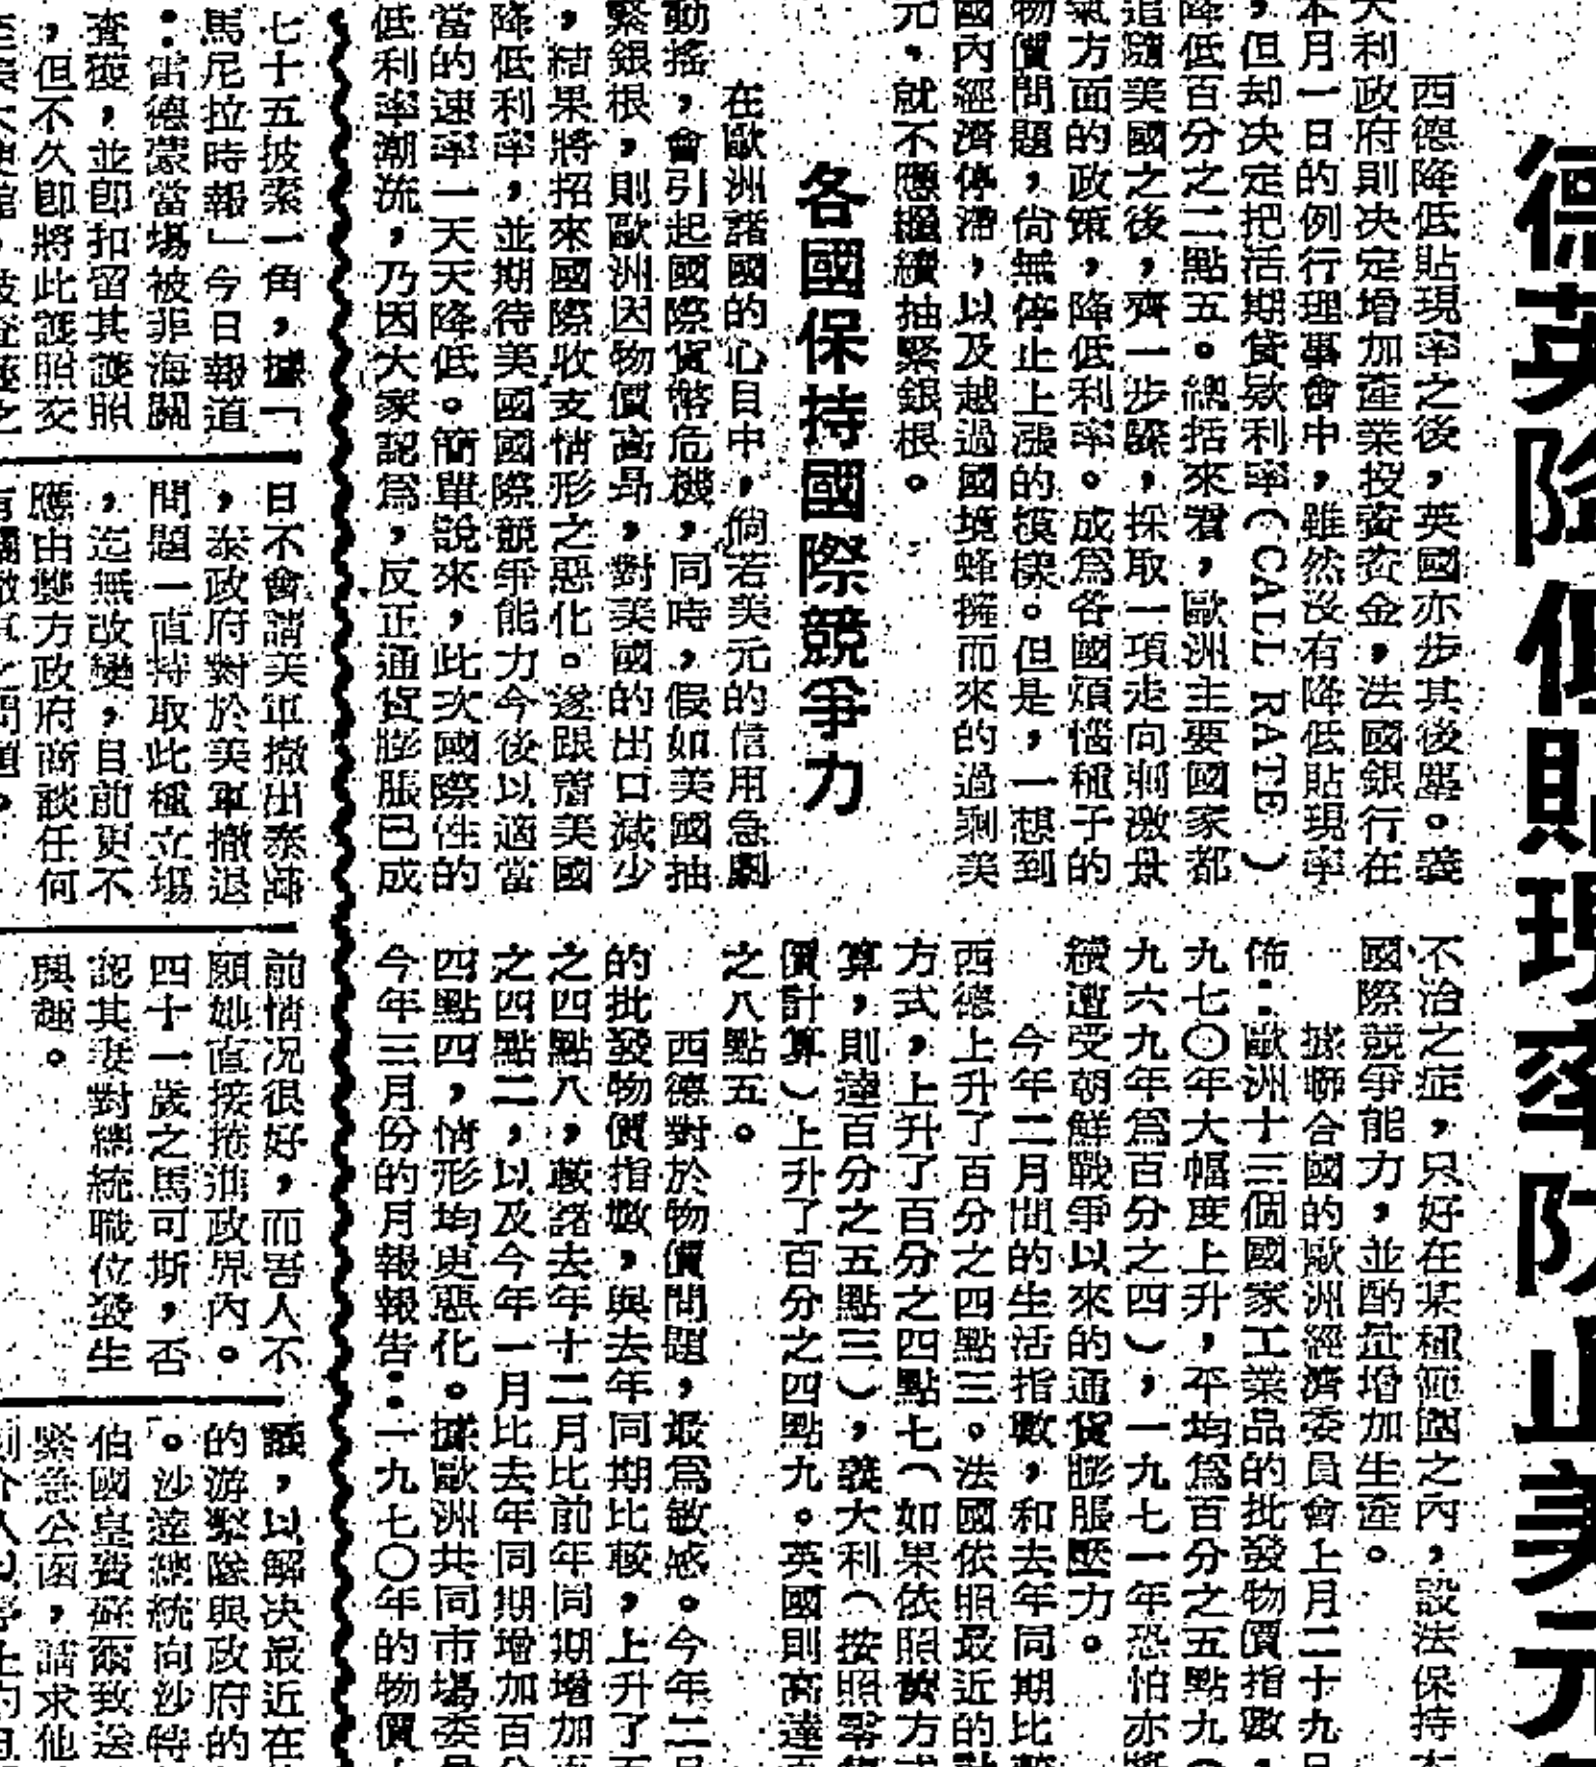 德英降低貼現率防止美元
西德降低貼現率之後，英國亦步其後塵。義
大利政府則決定增加產業投資資金，法國銀行在
本月一日的例行理事會中，雖然沒有降低貼現率
，但却決定把活期貸款利率（CALL RATE）
降低百分之二點五。總括來看，歐洲主要國家都
追隨美國之後，齊一步驟，採取一項走向刺激景
氣方面的政策，降低利率。成爲各國煩惱種子的
物價問題，尙無停止上漲的模樣。但是，一想到
國內經濟停滯，以及越過國境蜂擁而來的過剩美
元，就不應繼續抽緊銀根。
各國保持國際競爭力
在歐洲諸國的心目中，倘若美元的信用急劇
動搖，會引起國際貨幣危機，同時，假如美國抽
緊銀根，則歐洲因物價高昂，對美國的出口減少
，結果將招來國際收支情形之惡化。遂跟著美國
降低利率，並期待美國國際競爭能力今後以適當
當的速率一天天降低。簡單說來，此次國際性的
低利率潮流，乃因大家認爲，反正通貨膨脹已成
不治之症，只好在某種範圍之內，設法保持本
國際競爭能力，並酌量增加生產。
據聯合國的歐洲經濟委員會上月二十九日
佈：歐洲十三個國家工業品的批發物價指數，
九七〇年大幅度上升，平均爲百分之五點九（
九六九年爲百分之四），一九七一年恐怕亦將
續遭受朝鮮戰爭以來的通貨膨脹壓力。
今年二月間的生活指數，和去年同期比較
西德上升了百分之四點三。法國依照最近的計
方式，上升了百分之四點七（如果依照舊方式
算，則達百分之五點三），義大利（按照零售
價計算）上升了百分之四點九。英國則高達百
之八點五。
西德對於物價問題，最爲敏感。今年二月
的批發物價指數，與去年同期比較，上升了百
之四點八，較諸去年十二月比前年同期增加百
之四點二，以及今年一月比去年同期增加百分
四點四，情形均更惡化。據歐洲共同市場委員
今年三月份的月報報告：一九七〇年的物價，
七十五披索一角，據「
馬尼拉時報」今日報道
：雷德蒙當場被菲海關
查獲，並卽扣留其護照
，但不久卽將此護照交
日不會請美軍撤出泰國
，泰政府對於美軍撤退
問題一直持取此種立場
，迄無改變，目前更不
應由雙方政府商談任何
有關撤軍之問題。
前情況很好，而吾人不
願她直接捲進政界內。
四十一歲之馬可斯，否
認其妻對總統職位發生
興趣。
議，以解決最近在
的游擊隊與政府的
。沙達總統向沙特
伯國皇費薩爾致送
緊急公函，請求他